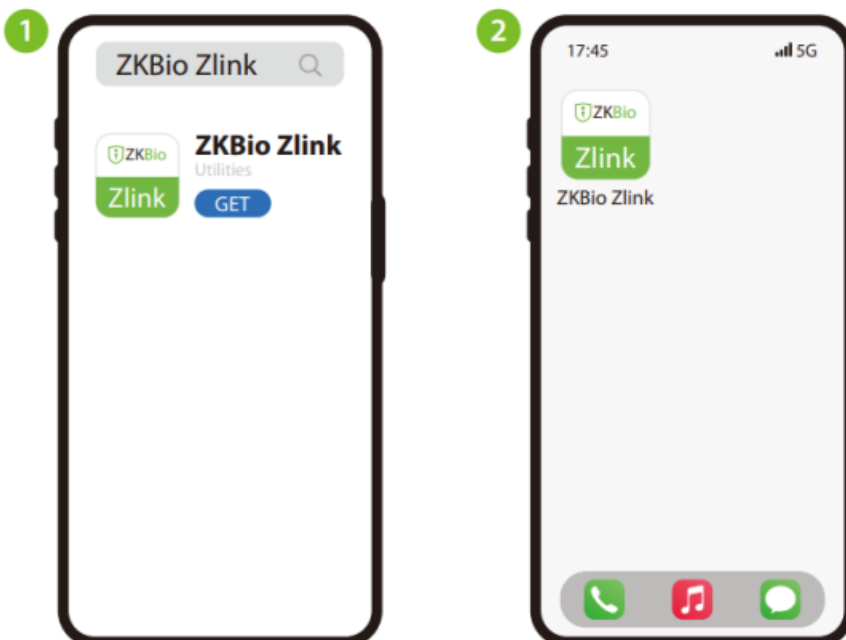 1
ZKBio Zlink
ZKBio
Zlink
ZKBio Zlink
Utilities
GET
2
17:45
5G
ZKBio
Zlink
ZKBio Zlink